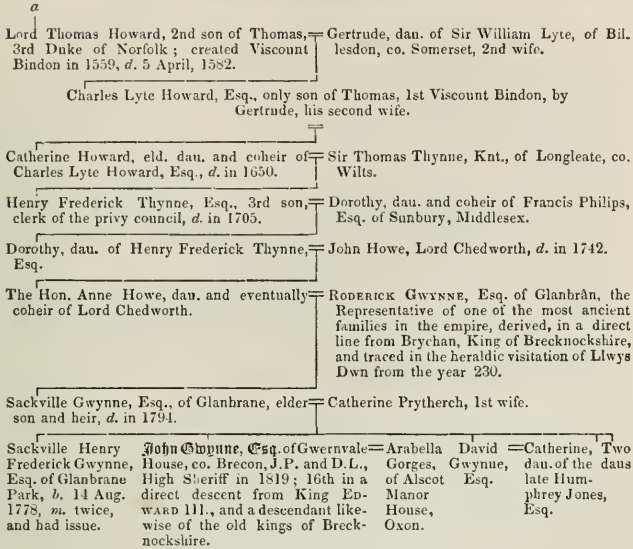 a
Lord Thomas Howard, 2nd son of Thomas,
3rd Duke of Norfolk ; created Viscount
Bindon in 1559, d. 5 April, 1582.
Gertrude, dau. of Sir William Lyte, of Bil-
lesdon, co. Somerset, 2nd wife.
Charles Lyte Howard, Esq., only son of Thomas, 1st Viscount Bindon, by
Gertrude, his second wife.
Catherine Howard, eld. dau. and coheir of
Charles Lyte Howard, Esq., d. in 1650.
Sir Thomas Thynne, Knt., of Longleate, co.
Wilts.
Henry Frederick Thynne, Esq., 3rd son,
clerk of the privy council, d. in 1705.
Dorothy, dau. and coheir of Francis Philips,
Esq. of Sunbury, Middlesex.
Dorothy, dau. of Henry Frederick Thynne,
Esq.
John Howe, Lord Chedworth, d. in 1742.
The Hon. Anne Howe, dau. and eventually
coheir of Lord Chedworth.
RODERICK GWYNNE, Esq. of Glanbrân, the
Representative of one of the most ancient
families in the empire, derived, in a direct
line from Brychan, King of Brecknockshire,
and traced in the heraldic visitation of Llwys
Dwn from the year 230.
Sackville Gwynne, Esq., of Glanbrane, elder
son and heir, d. in 1794.
Catherine Prytherch, 1st wife.
Sackville Henry
Frederick Gwynne,
Esq. of Glanbrane
Park, b. 14 Aug.
1778, m. twice,
and had issue.
John Gwynne, Esq. of Gwernvale
House, co. Brecon, J.P. and D.L.,
High Sheriff in 1819 ; 16th in a
direct descent from King ED-
WARD III., and a descendant like-
wise of the old kings of Breck-
nockshire.
Arabella
Gorges,
of Alscot
Manor
House,
Oxon.
David
Gwynne,
Esq.
Catherine,
dau. of the
late Hum-
phrey Jones,
Esq.
Two
daus